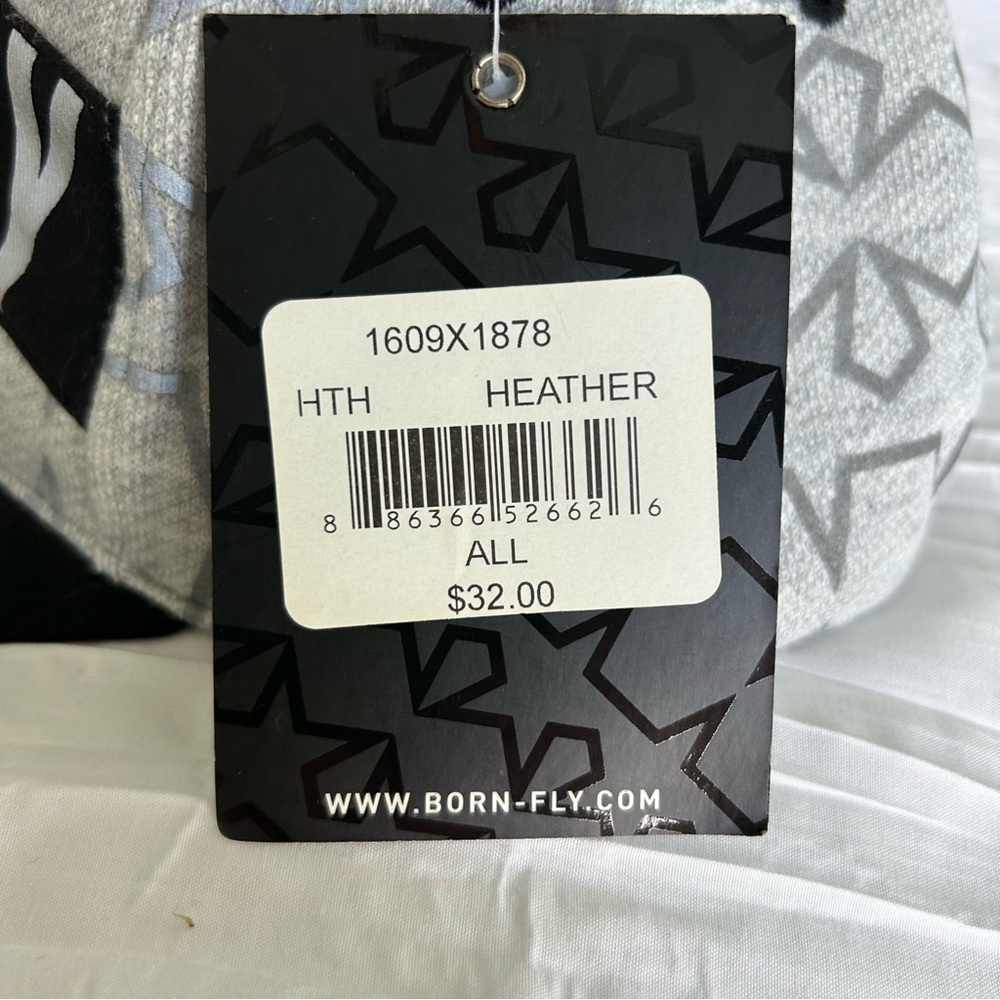 1609X1878
HTH HEATHER
8 86366 52662 6
ALL
$32.00
WWW.BORN-FLY.COM